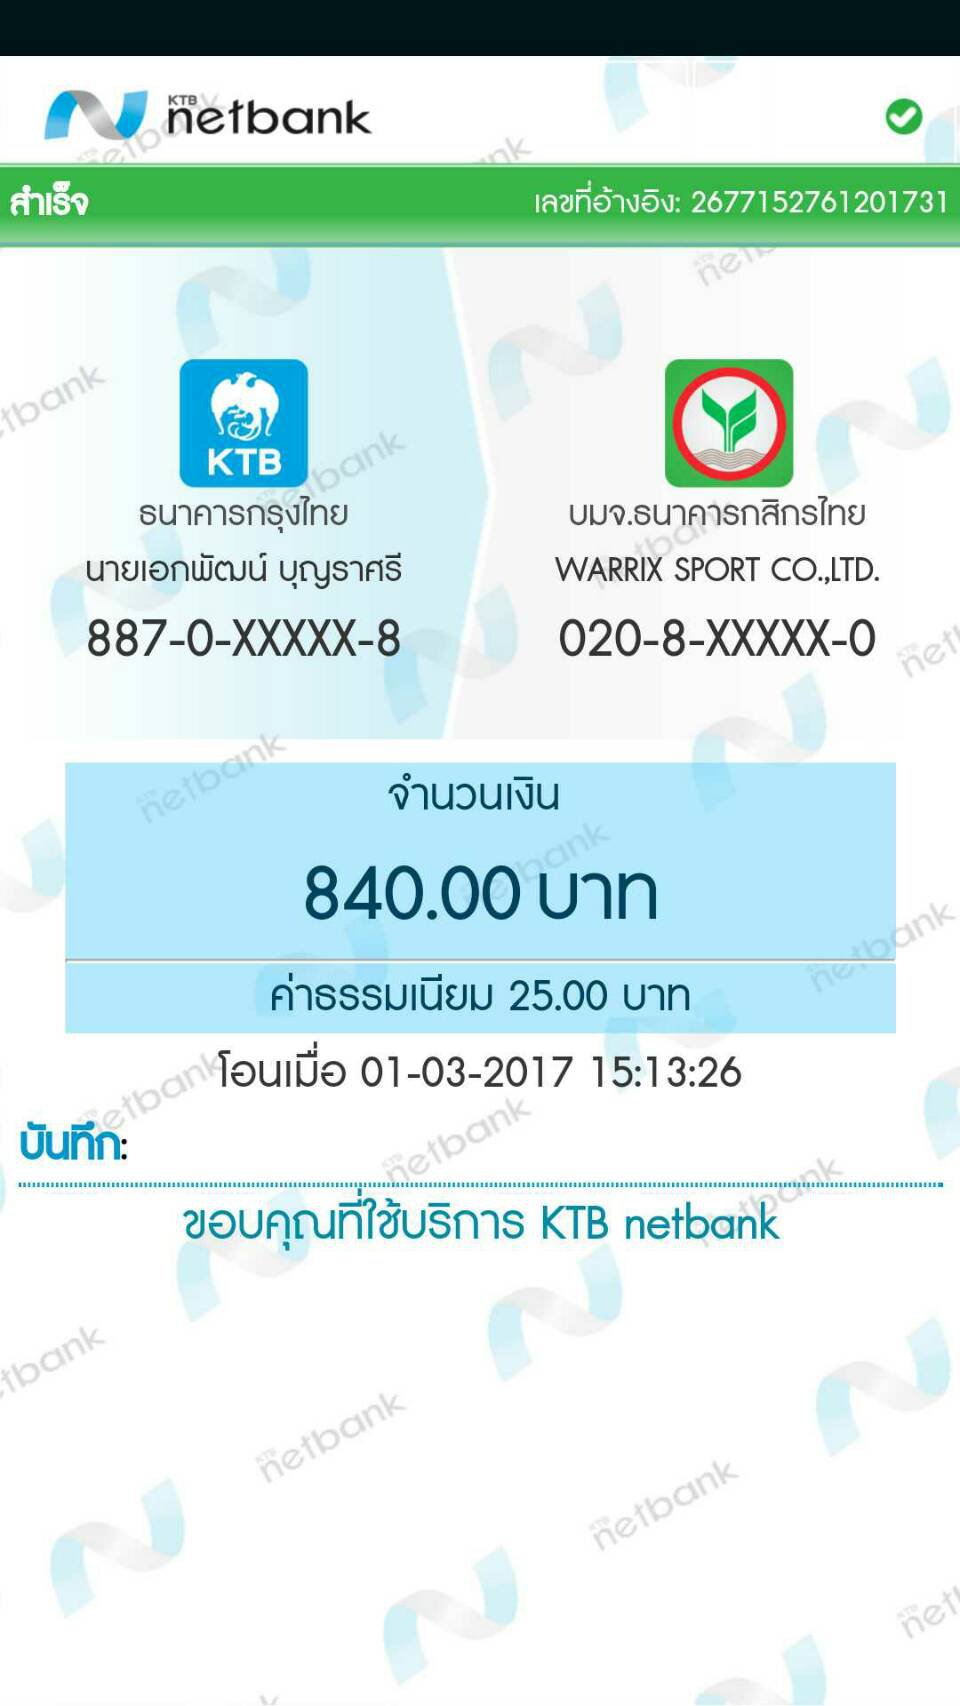 KTB
netbank
สำเร็จ
เลขที่อ้างอิง: 2677152761201731
KTB
ธนาคารกรุงไทย
นายเอกพัฒน์ บุญราศรี
887-0-XXXXX-8
บมจ.ธนาคารกสิกรไทย
WARRIX SPORT CO.,LTD.
020-8-XXXXX-0
จำนวนเงิน
840.00 บาท
ค่าธรรมเนียม 25.00 บาท
โอนเมื่อ 01-03-2017 15:13:26
บันทึก:
ขอบคุณที่ใช้บริการ KTB netbank